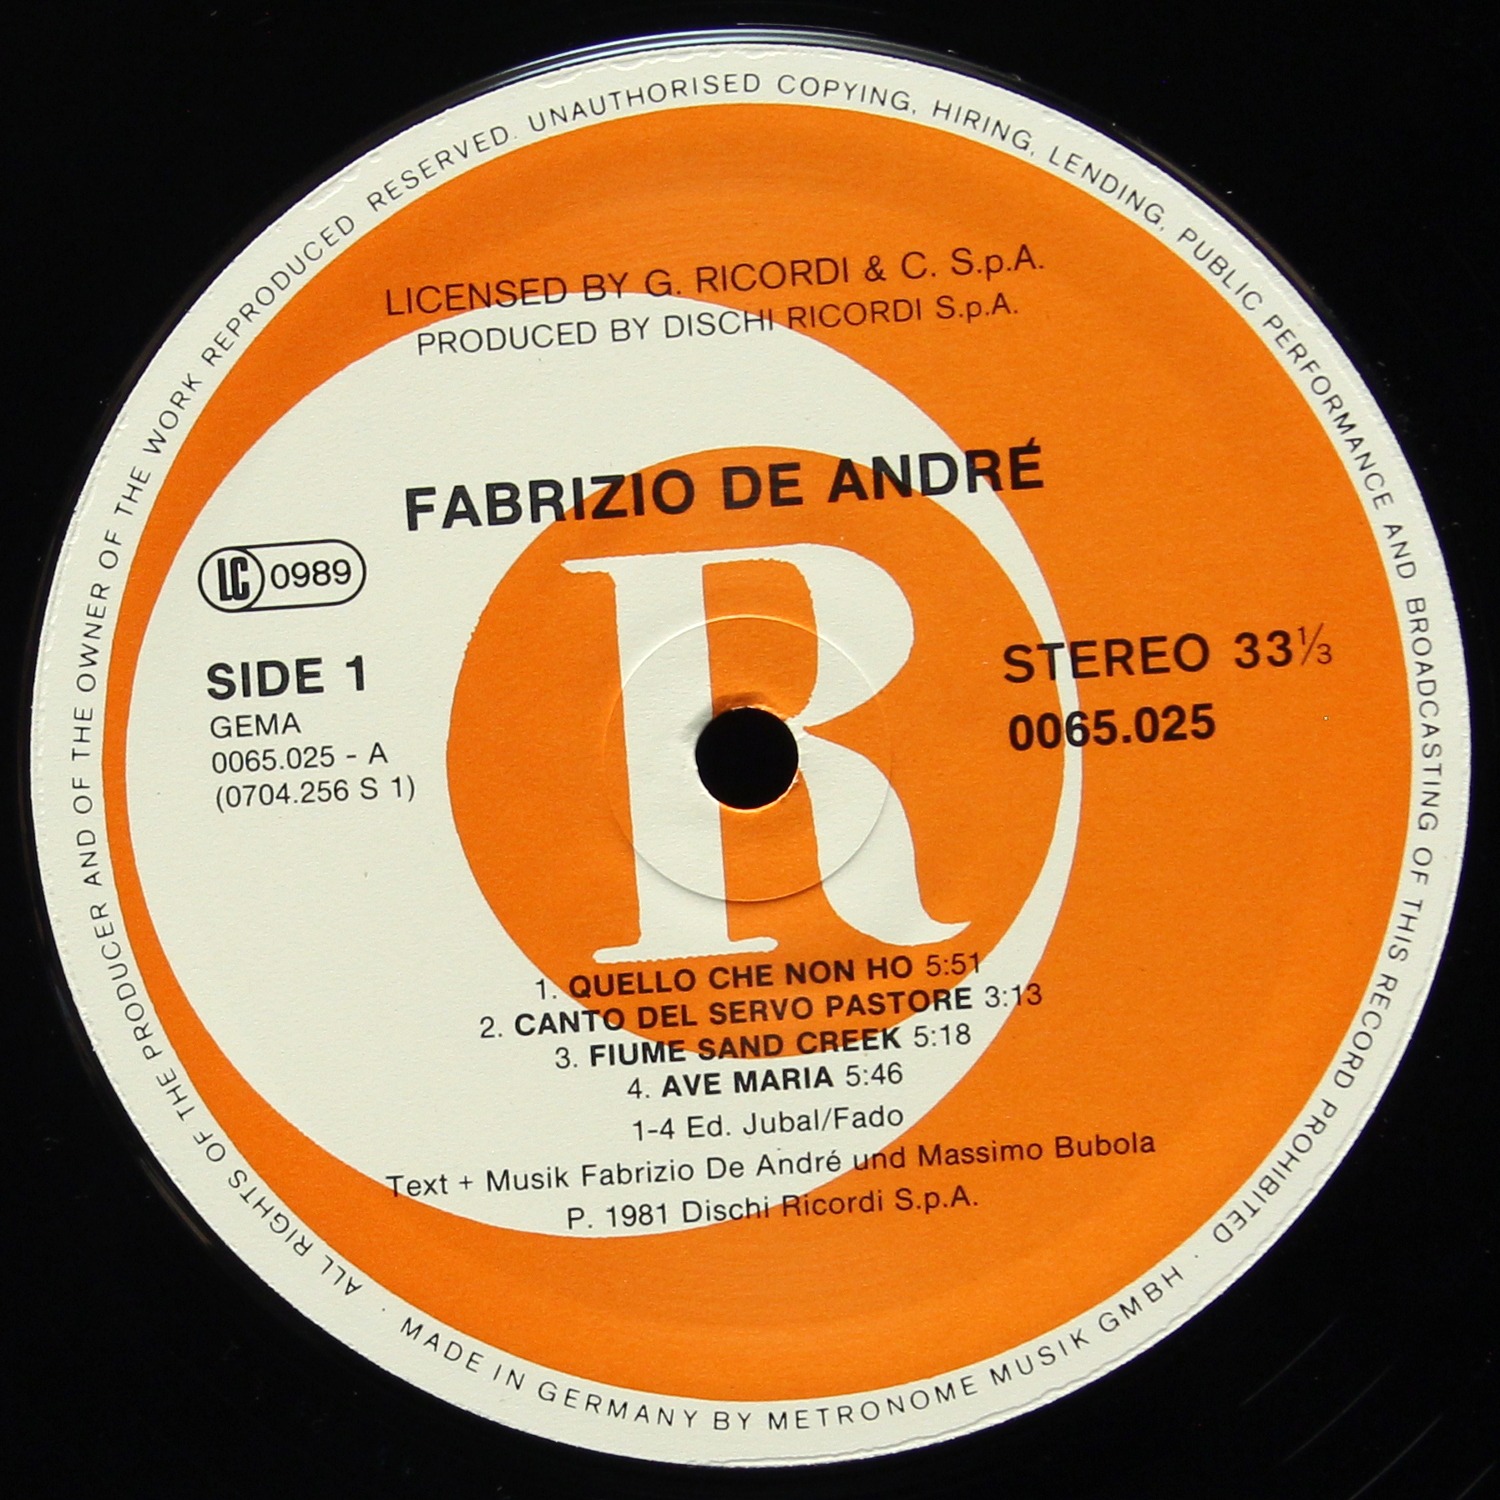 ALL RIGHTS OF THE PRODUCER AND OF THE OWNER OF THE WORK REPRODUCED RESERVED. UNAUTHORISED COPYING, HIRING, LENDING, PUBLIC PERFORMANCE AND BROADCASTING OF THIS RECORD PROHIBITED ·
LICENSED BY G. RICORDI & C. S.p.A.
PRODUCED BY DISCHI RICORDI S.p.A.
FABRIZIO DE ANDRÉ
LC 0989
R
SIDE 1
GEMA
0065.025 - A
(0704.256 S 1)
STEREO 33⅓
0065.025
1. QUELLO CHE NON HO 5:51
2. CANTO DEL SERVO PASTORE 3:13
3. FIUME SAND CREEK 5:18
4. AVE MARIA 5:46
1-4 Ed. Jubal/Fado
Text + Musik Fabrizio De André und Massimo Bubola
P. 1981 Dischi Ricordi S.p.A.
MADE IN GERMANY BY METRONOME MUSIK GMBH ·